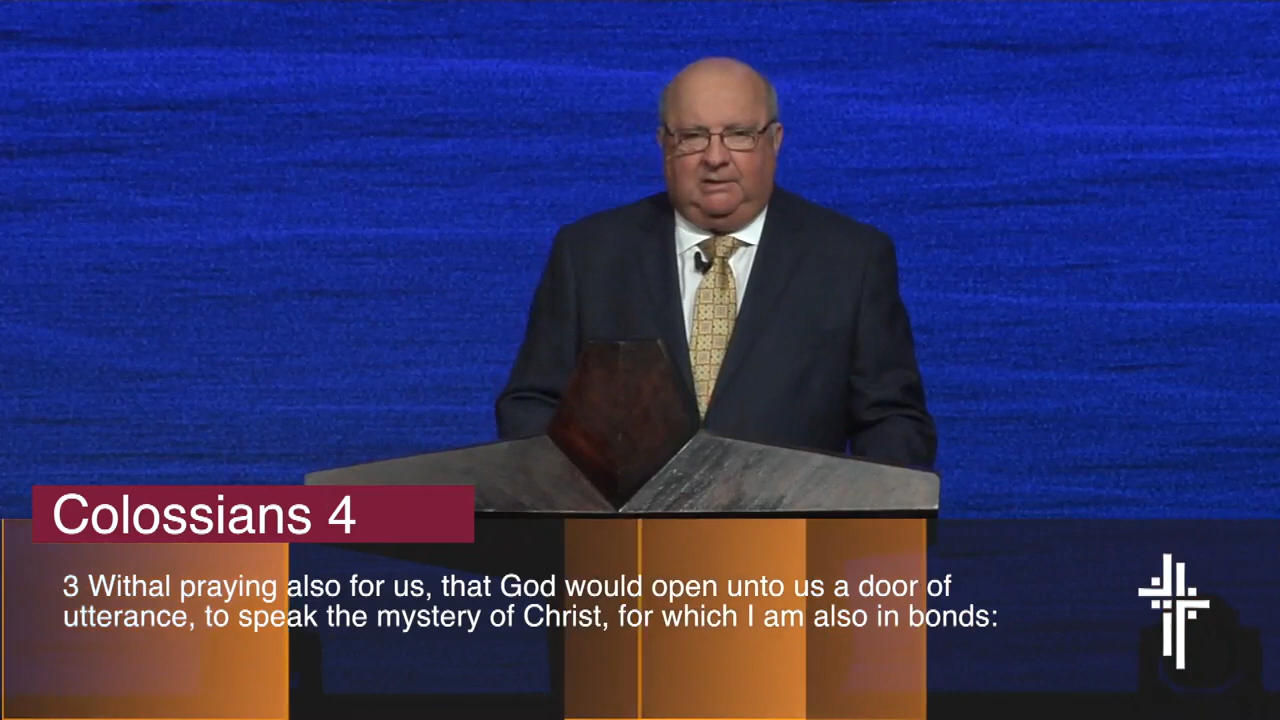 Colossians 4
3 Withal praying also for us, that God would open unto us a door of
utterance, to speak the mystery of Christ, for which I am also in bonds: